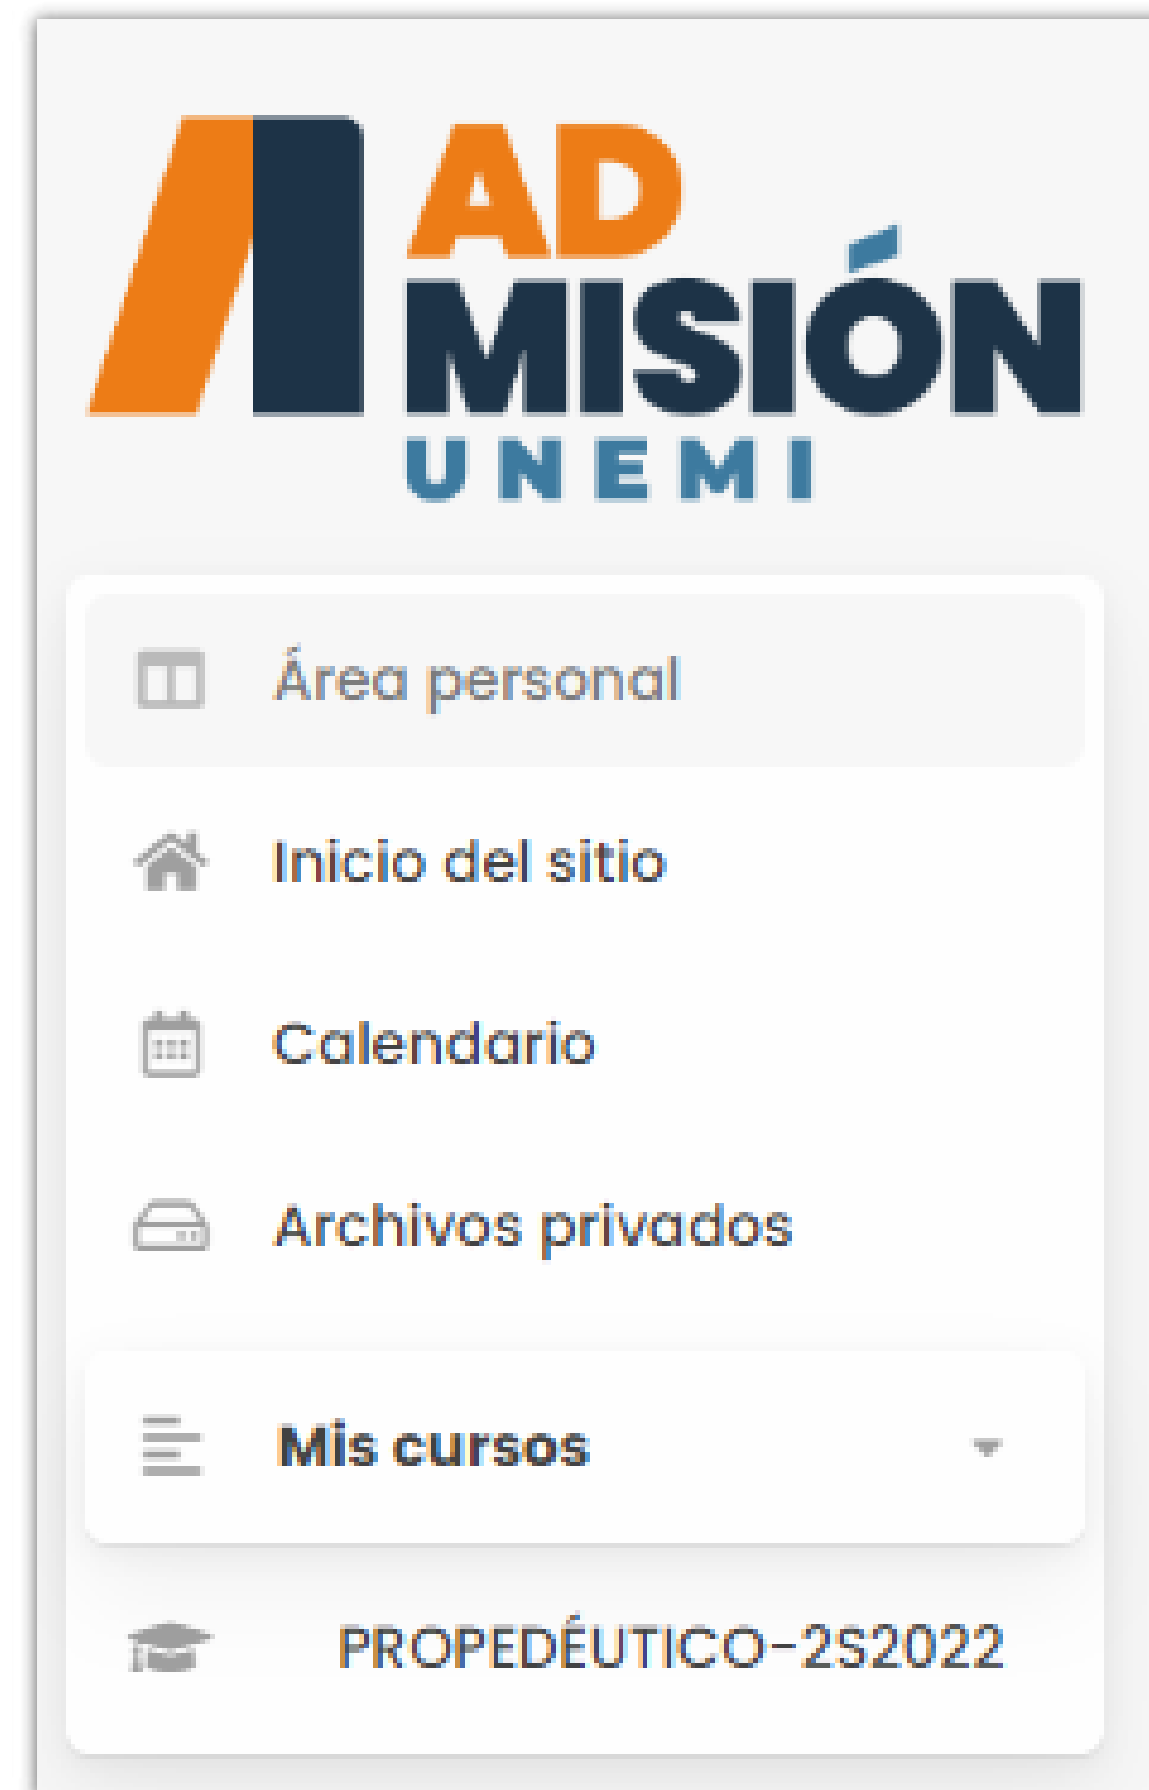 AD
MISIÓN
UNEMI
Área personal
Inicio del sitio
Calendario
Archivos privados
Mis cursos
PROPEDÉUTICO-2S2022